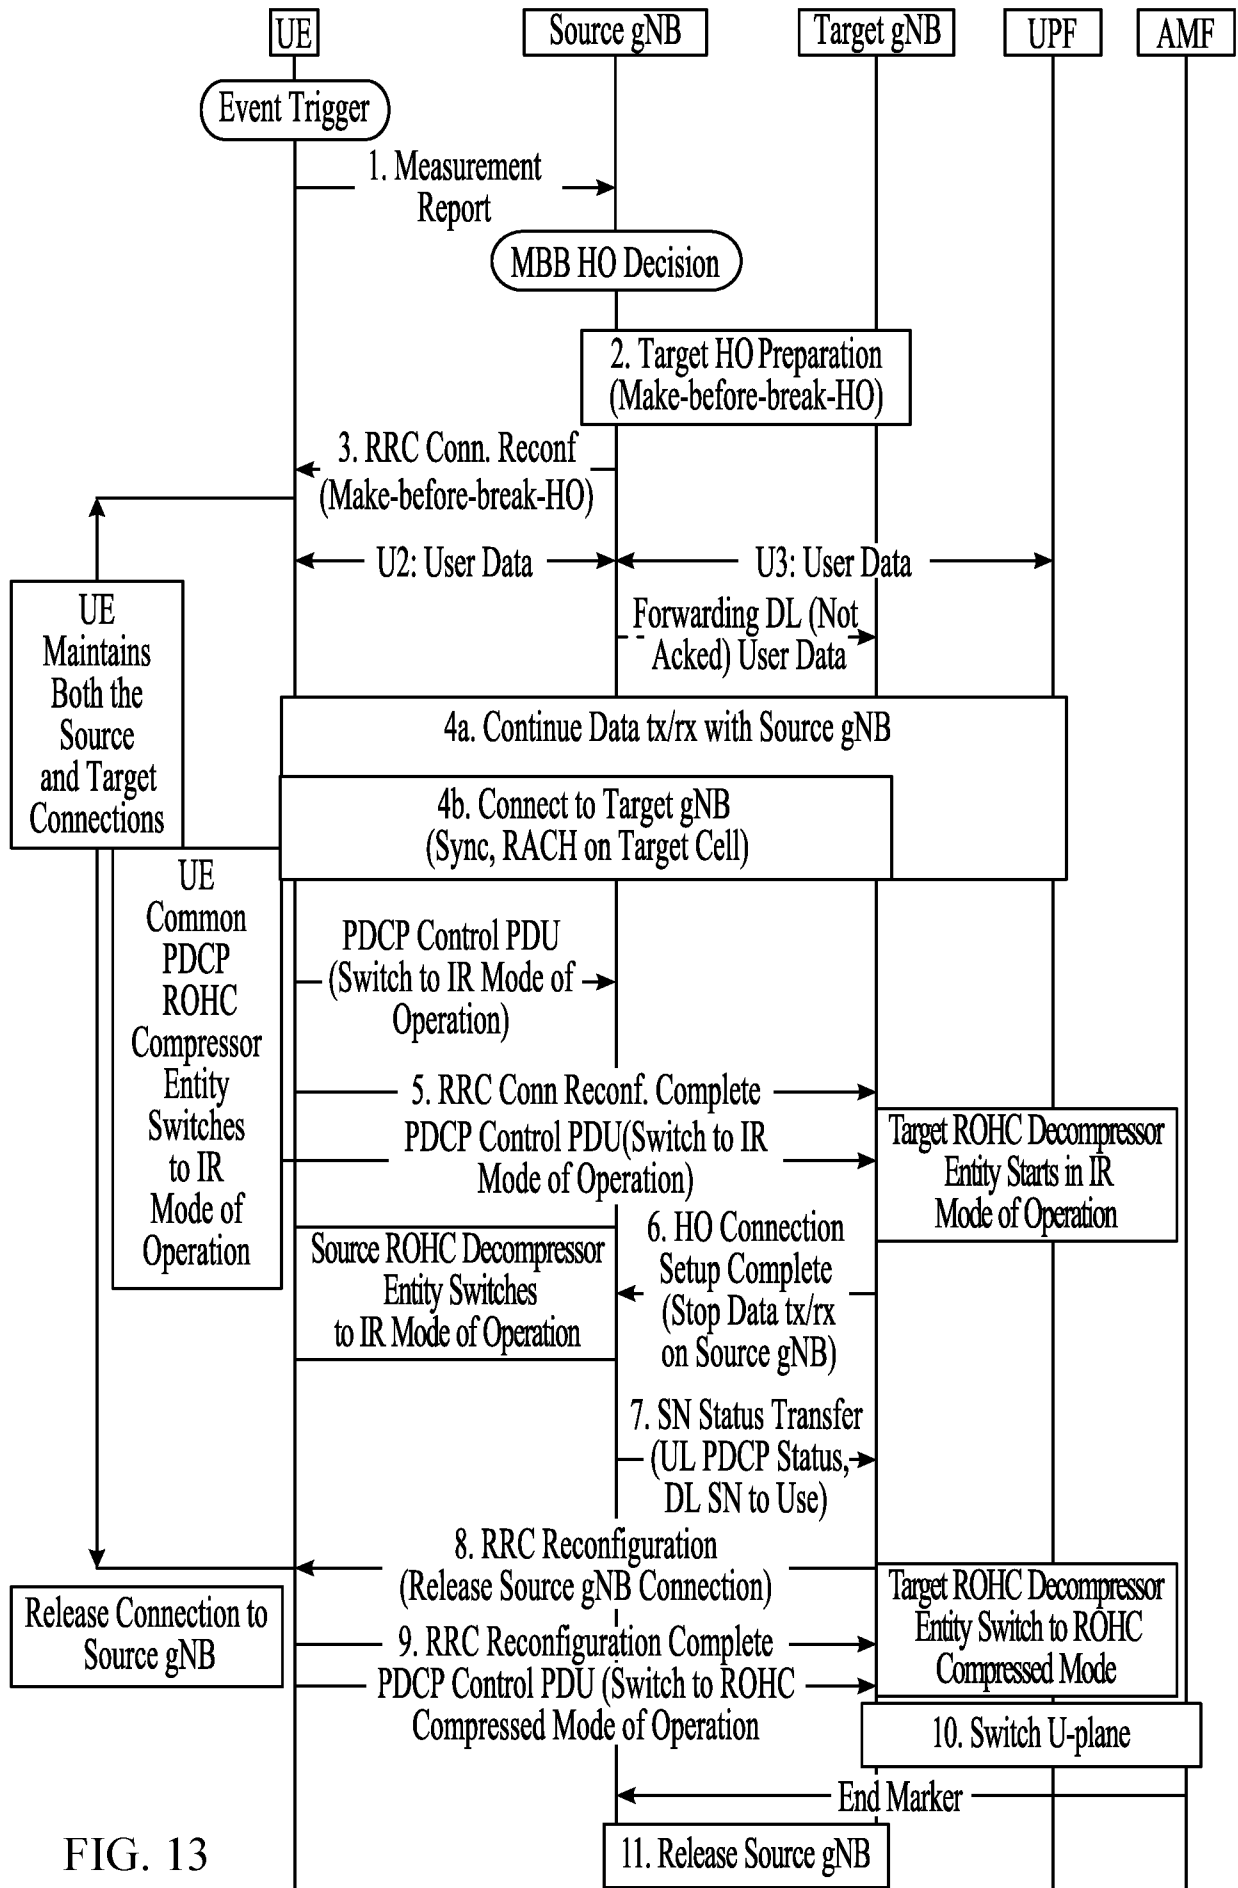 UE
Source gNB
Target gNB
UPF
AMF
Event Trigger
1. Measurement
Report
MBB HO Decision
2. Target HO Preparation
(Make-before-break-HO)
3. RRC Conn. Reconf
(Make-before-break-HO)
U2: User Data
U3: User Data
Forwarding DL (Not
Acked) User Data
UE
Maintains
Both the
Source
and Target
Connections
4a. Continue Data tx/rx with Source gNB
4b. Connect to Target gNB
(Sync, RACH on Target Cell)
UE
Common
PDCP
ROHC
Compressor
Entity
Switches
to IR
Mode of
Operation
PDCP Control PDU
(Switch to IR Mode of
Operation)
5. RRC Conn Reconf. Complete
PDCP Control PDU(Switch to IR
Mode of Operation)
Target ROHC Decompressor
Entity Starts in IR
Mode of Operation
Source ROHC Decompressor
Entity Switches
to IR Mode of Operation
6. HO Connection
Setup Complete
(Stop Data tx/rx
on Source gNB)
7. SN Status Transfer
(UL PDCP Status,
DL SN to Use)
8. RRC Reconfiguration
(Release Source gNB Connection)
Target ROHC Decompressor
Entity Switch to ROHC
Compressed Mode
Release Connection to
Source gNB
9. RRC Reconfiguration Complete
PDCP Control PDU (Switch to ROHC
Compressed Mode of Operation
10. Switch U-plane
End Marker
11. Release Source gNB
FIG. 13